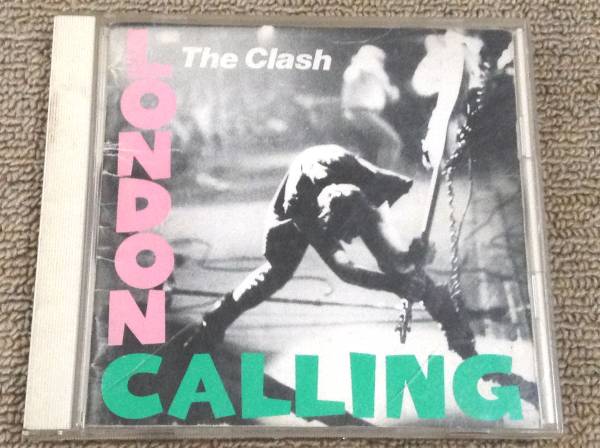 The Clash
LONDON
CALLING